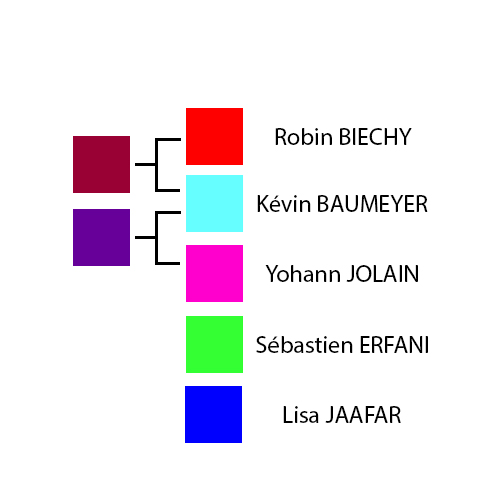 Robin BIECHY
Kévin BAUMEYER
Yohann JOLAIN
Sébastien ERFANI
Lisa JAAFAR